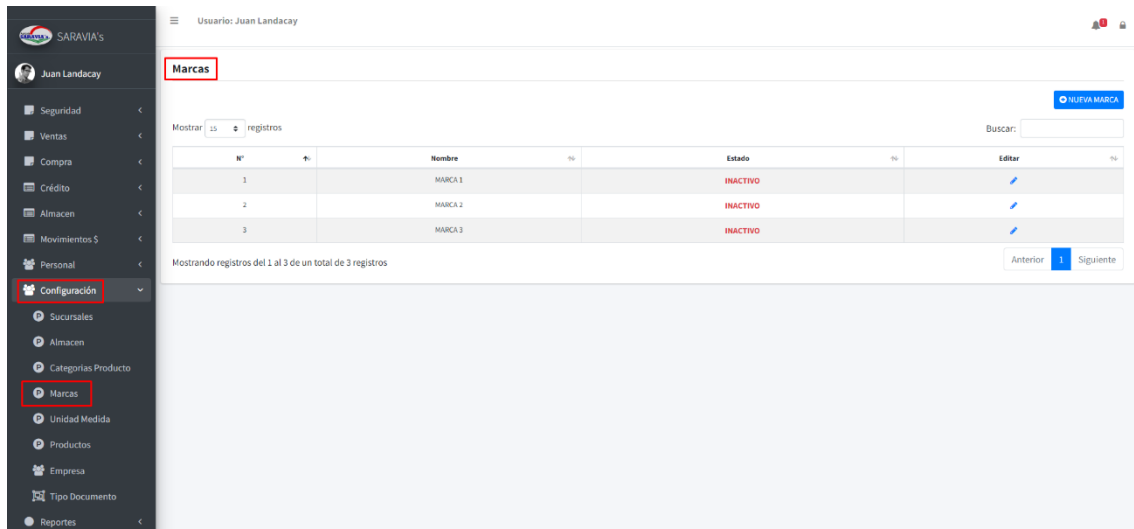 SARAVIA's
Juan Landacay
Seguridad
Ventas
Compra
Crédito
Almacen
Movimientos $
Personal
Configuración
Sucursales
Almacen
Categorias Producto
Marcas
Unidad Medida
Productos
Empresa
Tipo Documento
Reportes
Usuario: Juan Landacay
Marcas
NUEVA MARCA
Mostrar 15 registros Buscar:
N° Nombre Estado Editar
1 MARCA 1 INACTIVO
2 MARCA 2 INACTIVO
3 MARCA 3 INACTIVO
Mostrando registros del 1 al 3 de un total de 3 registros
Anterior 1 Siguiente